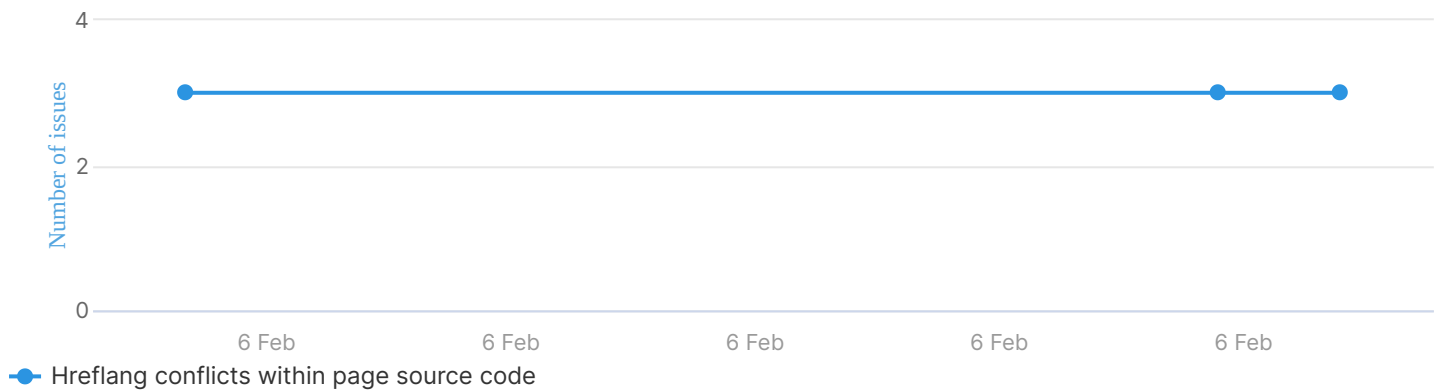 4
Number of issues
2
0
6 Feb 6 Feb 6 Feb 6 Feb 6 Feb
Hreflang conflicts within page source code